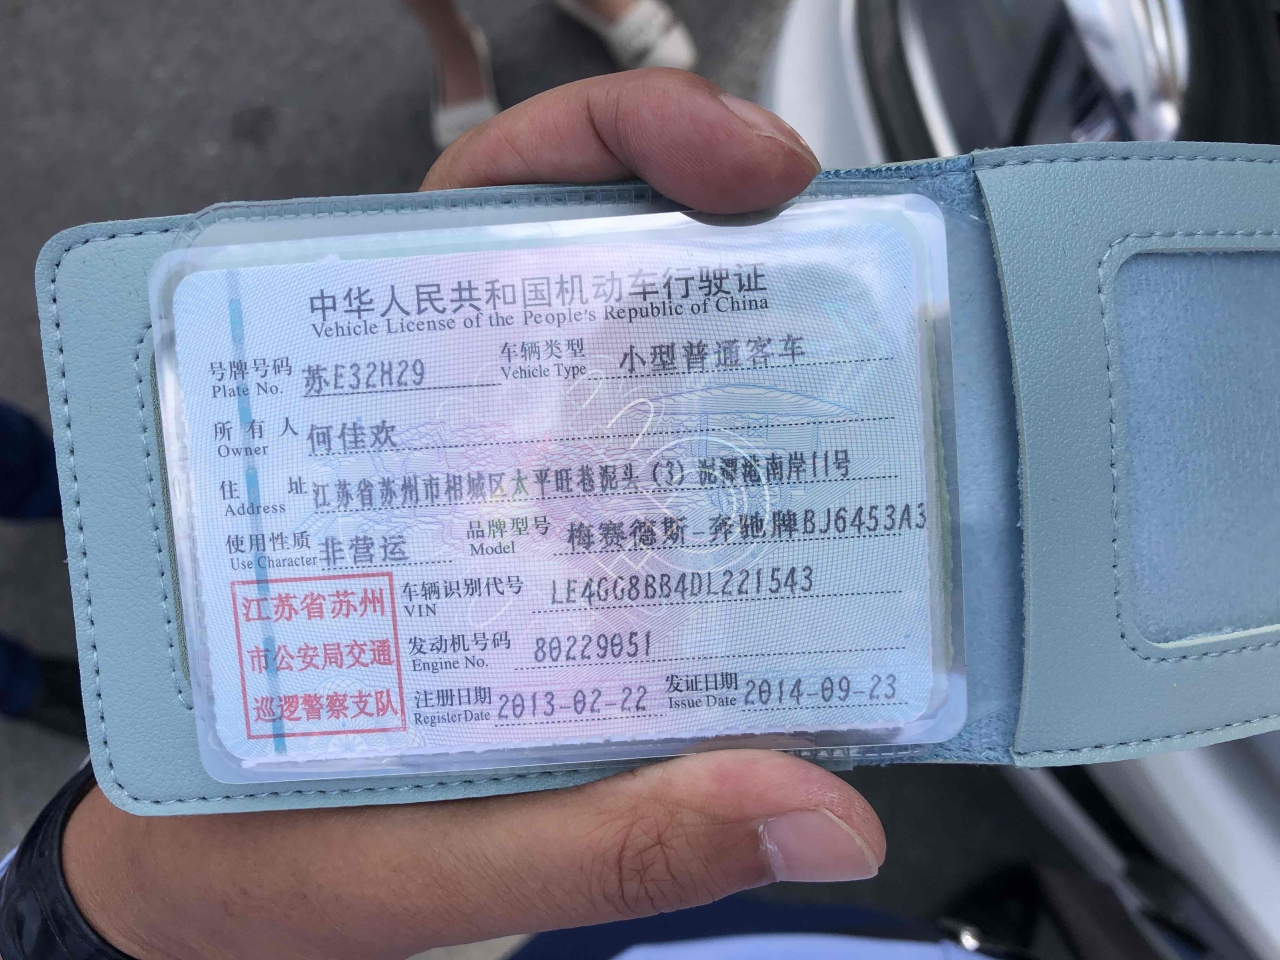 中华人民共和国机动车行驶证
Vehicle License of the People's Republic of China
号牌号码 苏E32H29 车辆类型 小型普通客车
Plate No. Vehicle Type
所有人 何佳欢
Owner
住址 江苏省苏州市相城区太平旺巷泥头(3)泥 南岸11号
Address
使用性质 非营运 品牌型号 梅赛德斯-奔驰牌BJ6453A3
Use Character Model
江苏省苏州
市公安局交通
巡逻警察支队
车辆识别代号 LE4GG8BB4DL221543
VIN
发动机号码 80229051
Engine No.
注册日期 2013-02-22 发证日期 2014-09-23
Register Date Issue Date